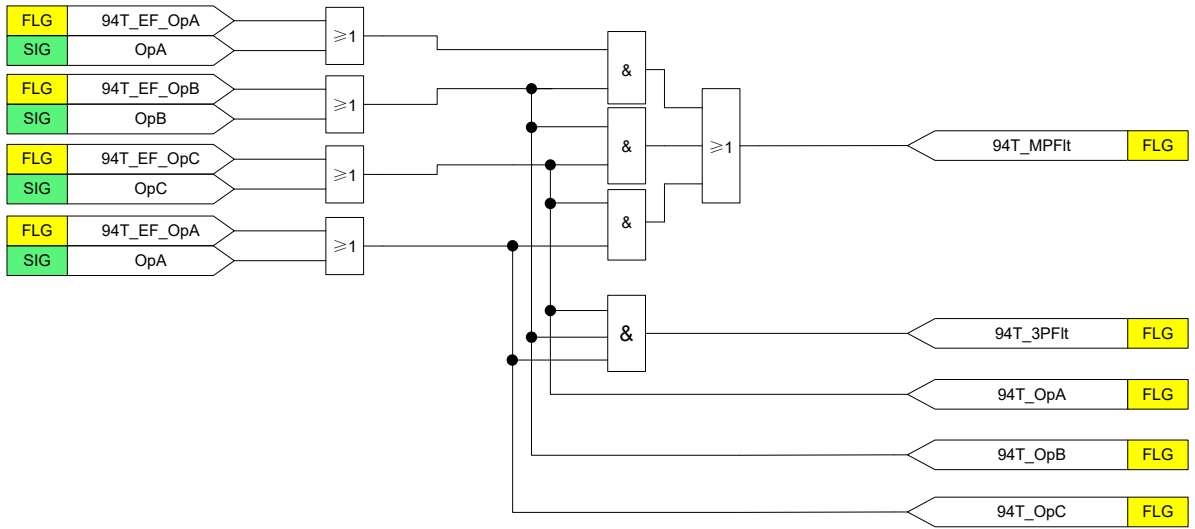 FLG 94T_EF_OpA
SIG OpA
≥1
FLG 94T_EF_OpB
SIG OpB
≥1
FLG 94T_EF_OpC
SIG OpC
≥1
FLG 94T_EF_OpA
SIG OpA
≥1
&
&
&
≥1
94T_MPFlt FLG
&
94T_3PFlt FLG
94T_OpA FLG
94T_OpB FLG
94T_OpC FLG